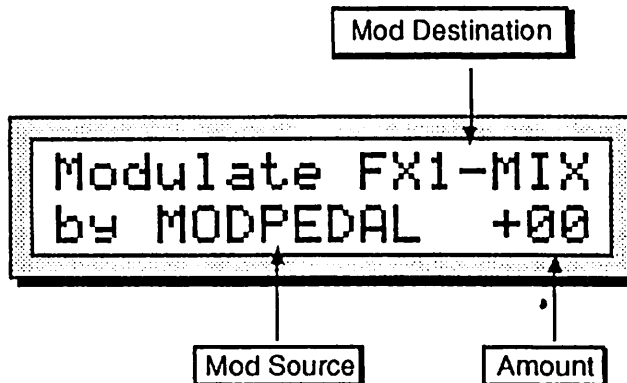 Mod Destination
Modulate FX1-MIX
by MODPEDAL +00
Mod Source
Amount